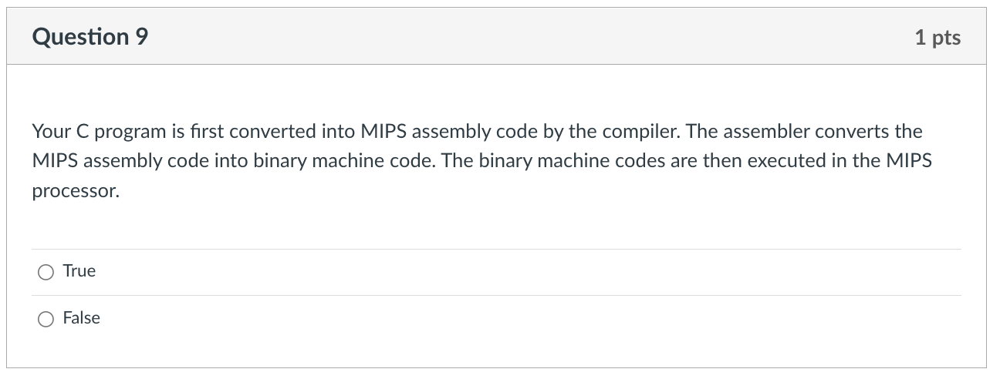 Question 9
1 pts
Your C program is first converted into MIPS assembly code by the compiler. The assembler converts the
MIPS assembly code into binary machine code. The binary machine codes are then executed in the MIPS
processor.
True
False